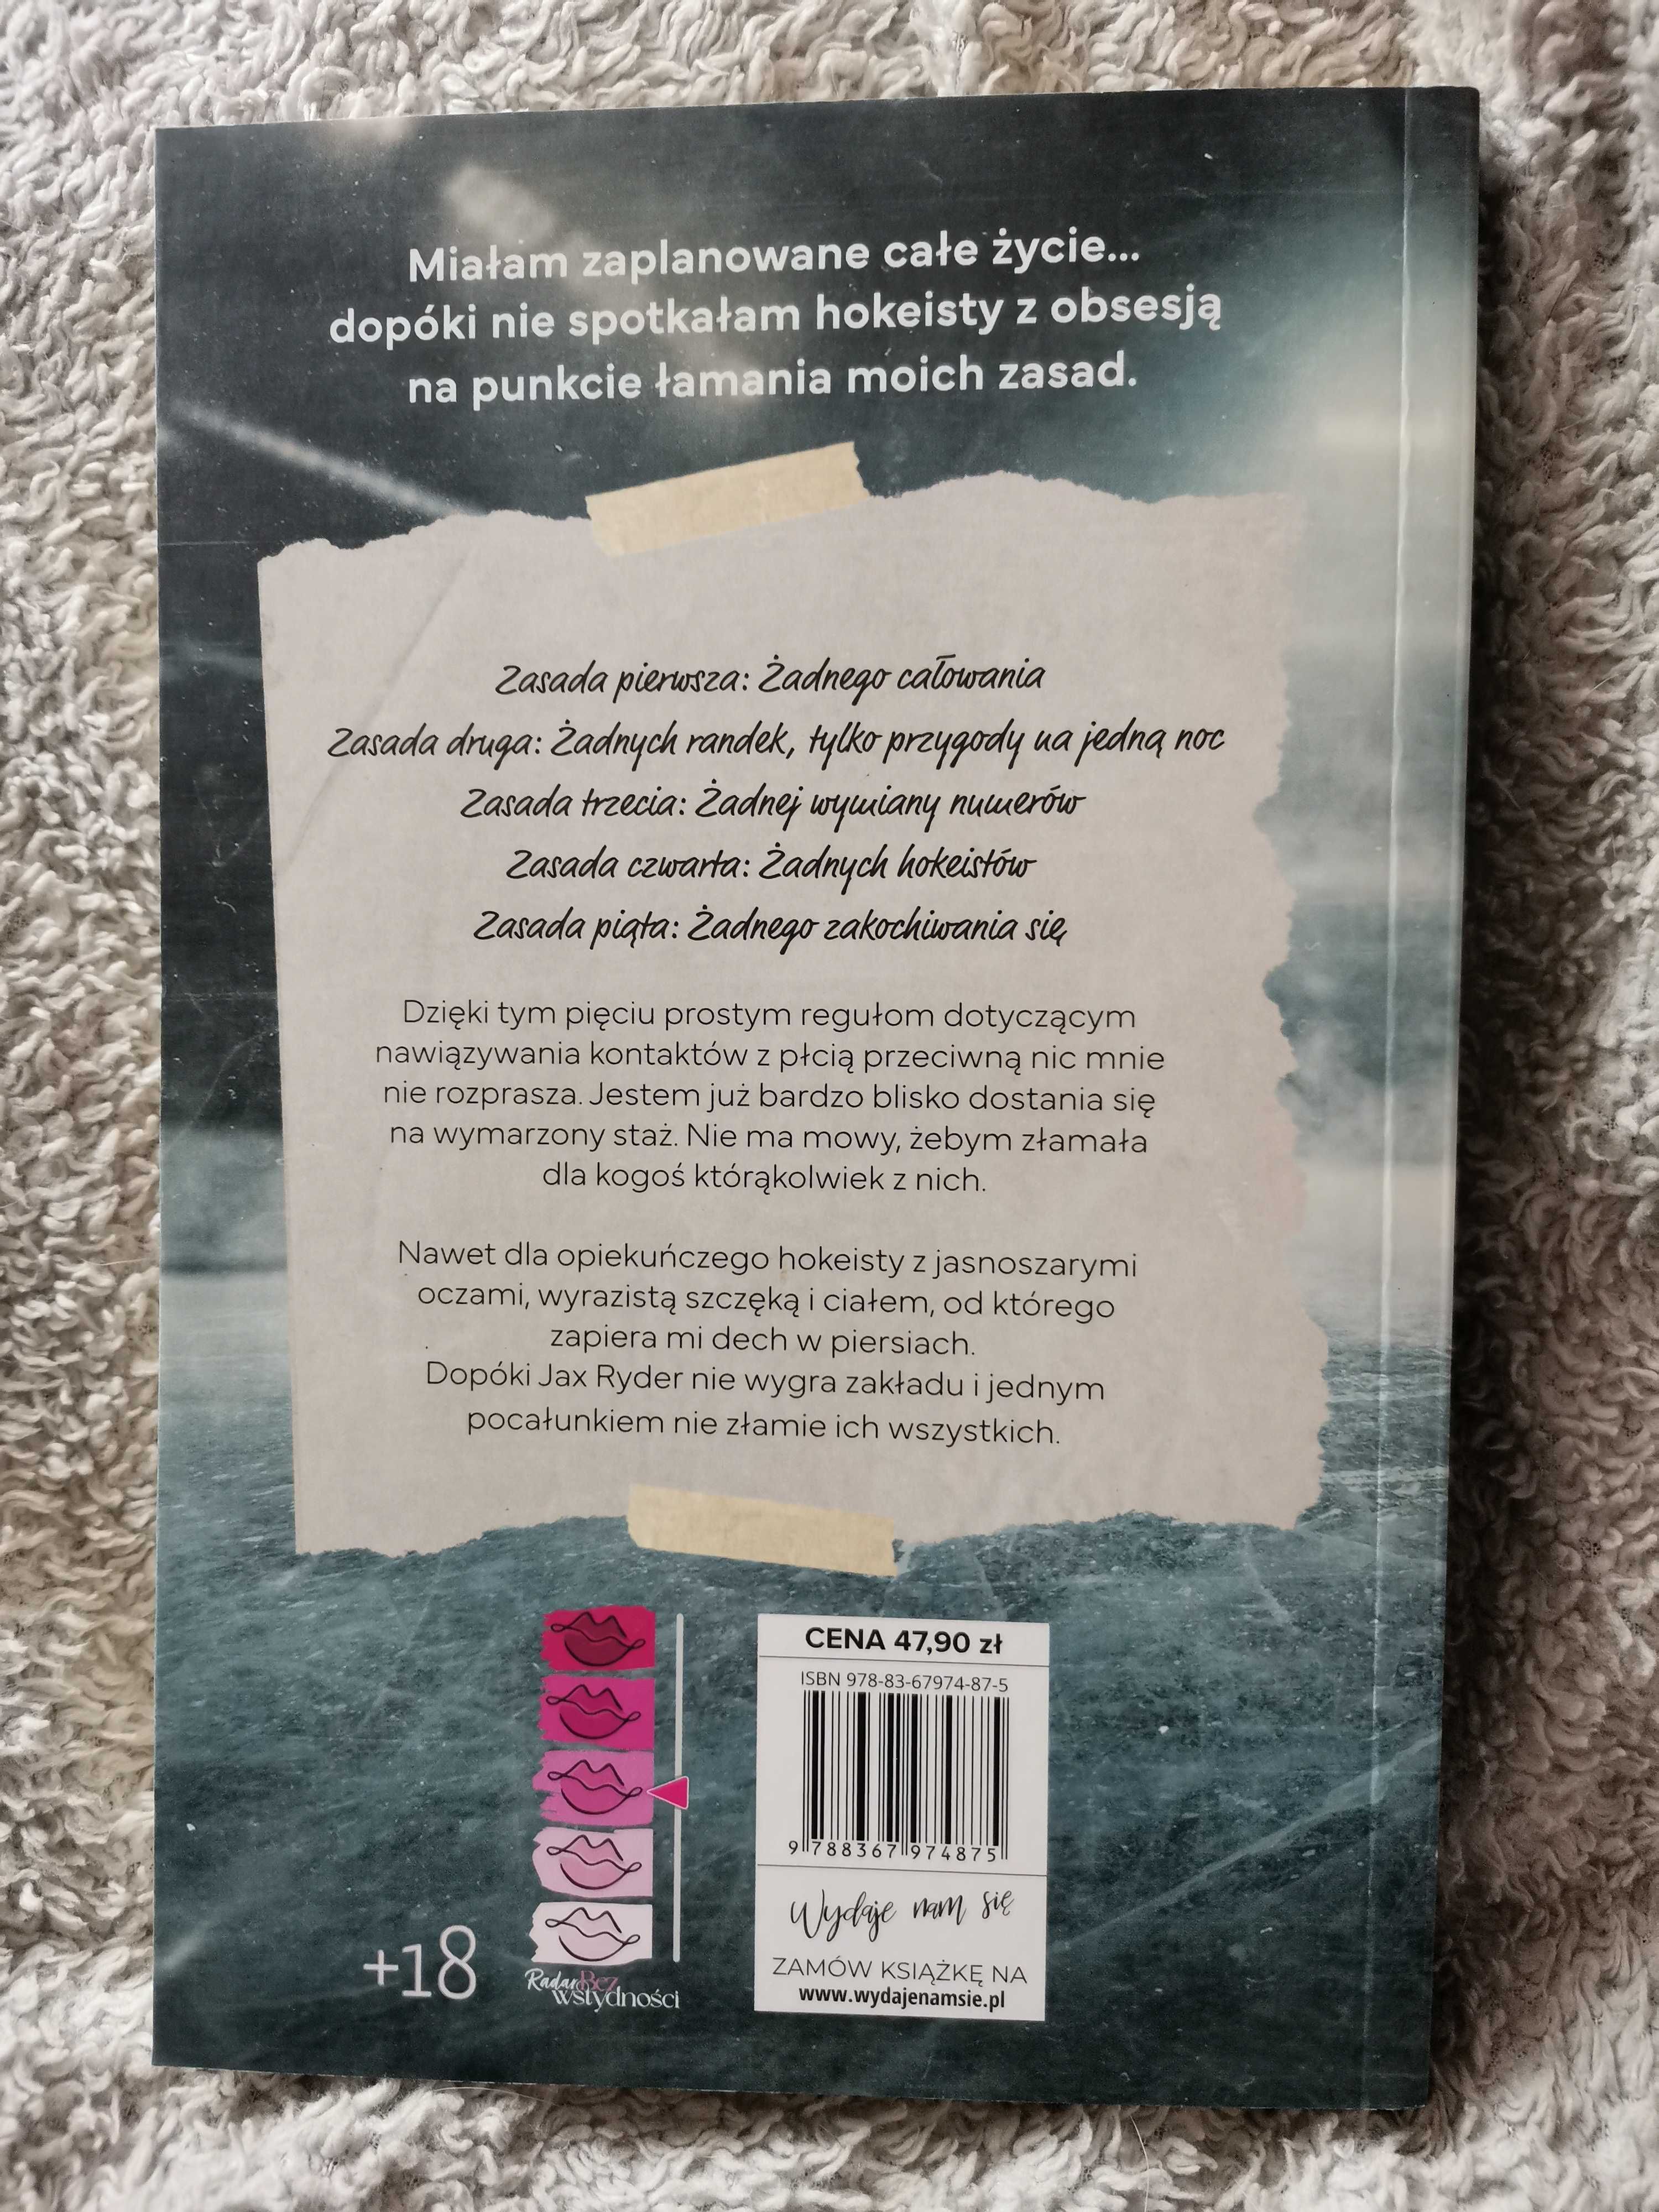 Miałam zaplanowane całe życie...
dopóki nie spotkałam hokeisty z obsesją
na punkcie łamania moich zasad.
Zasada pierwsza: Żadnego całowania
Zasada druga: Żadnych randek, tylko przygody na jedną noc
Zasada trzecia: Żadnej wymiany numerów
Zasada czwarta: Żadnych hokeistów
Zasada piąta: Żadnego zakochiwania się
Dzięki tym pięciu prostym regułom dotyczącym
nawiązywania kontaktów z płcią przeciwną nic mnie
nie rozprasza. Jestem już bardzo blisko dostania się
na wymarzony staż. Nie ma mowy, żebym złamała
dla kogoś którąkolwiek z nich.
Nawet dla opiekuńczego hokeisty z jasnoszarymi
oczami, wyrazistą szczęką i ciałem, od którego
zapiera mi dech w piersiach.
Dopóki Jax Ryder nie wygra zakładu i jednym
pocałunkiem nie złamie ich wszystkich.
+18
Radar Bez
wstydności
CENA 47,90 zł
ISBN 978-83-67974-87-5
9 788367 974875
Wydaje nam się
ZAMÓW KSIĄŻKĘ NA
www.wydajenamsie.pl